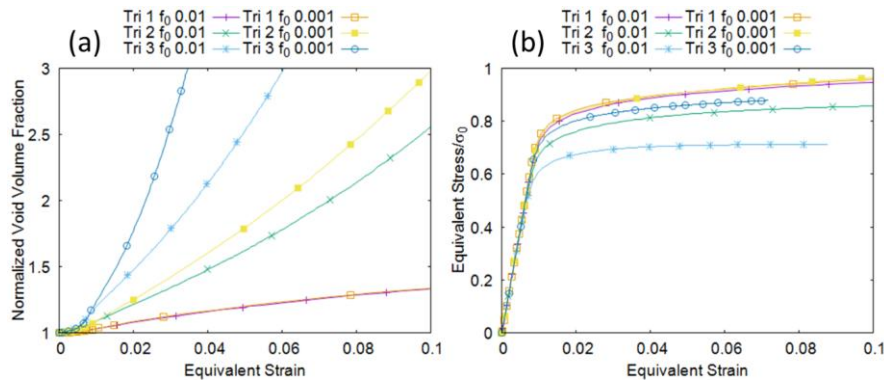 Tri 1 f0 0.01 Tri 1 f0 0.001
Tri 2 f0 0.01 Tri 2 f0 0.001
Tri 3 f0 0.01 Tri 3 f0 0.001
(a)
Normalized Void Volume Fraction
3
2.5
2
1.5
1
0 0.02 0.04 0.06 0.08 0.1
Equivalent Strain
Tri 1 f0 0.01 Tri 1 f0 0.001
Tri 2 f0 0.01 Tri 2 f0 0.001
Tri 3 f0 0.01 Tri 3 f0 0.001
(b)
Equivalent Stress/σ0
1
0.8
0.6
0.4
0.2
0
0 0.02 0.04 0.06 0.08 0.1
Equivalent Strain